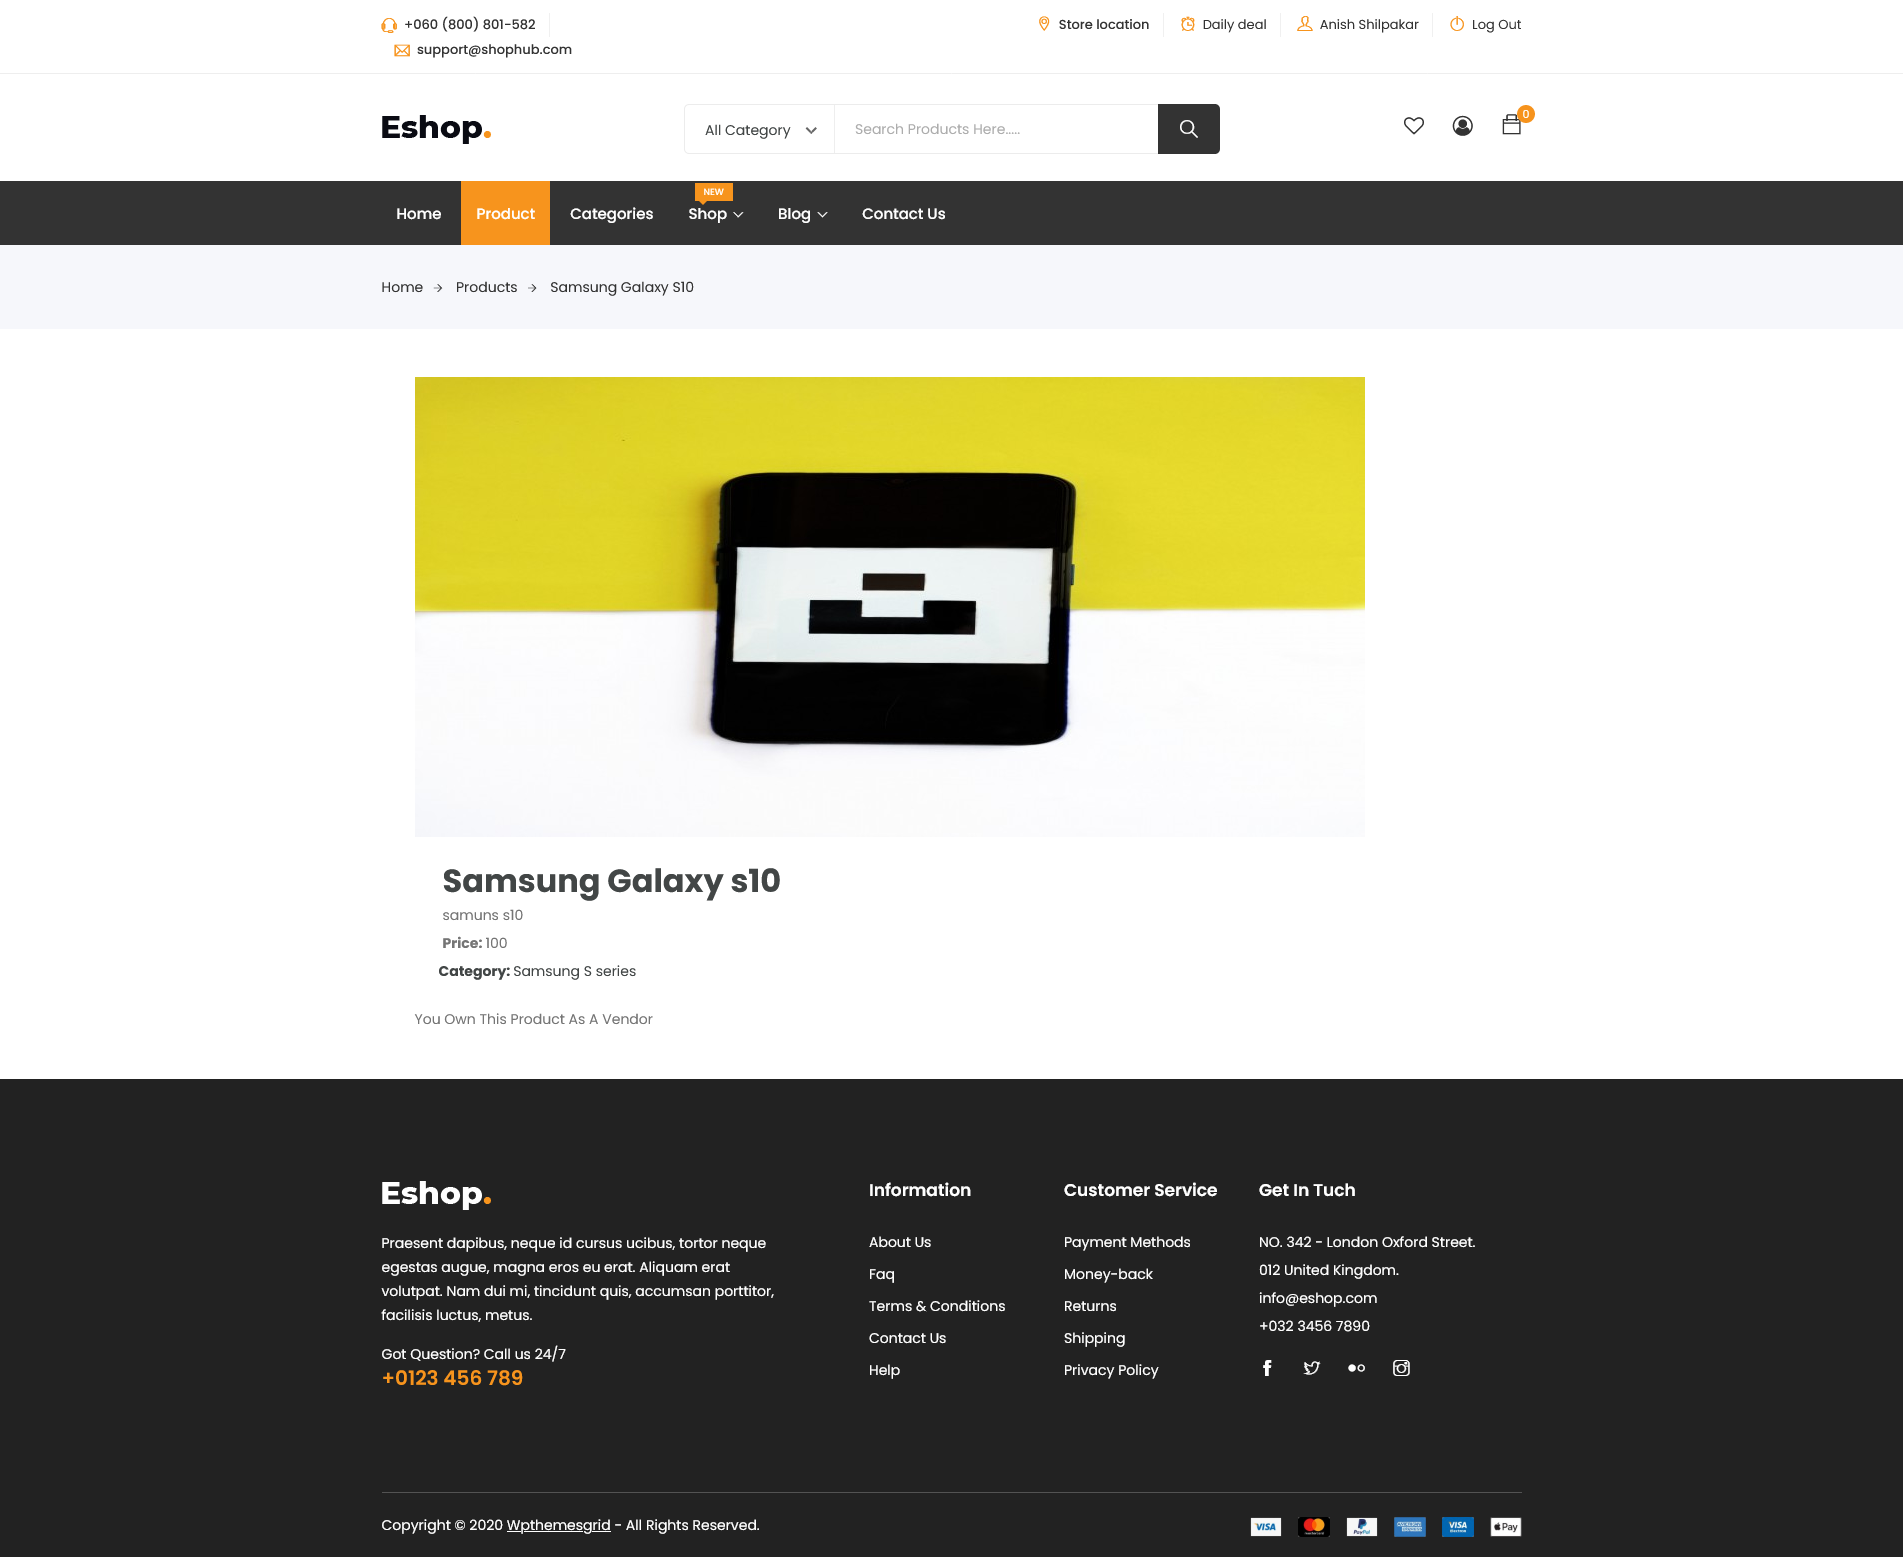 +060 (800) 801-582
support@shophub.com
Store location
Daily deal
Anish Shilpakar
Log Out
Eshop.
All Category
Search Products Here.....
0
NEW
Home
Product
Categories
Shop
Blog
Contact Us
Home → Products → Samsung Galaxy S10
Samsung Galaxy s10
samuns s10
Price: 100
Category: Samsung S series
You Own This Product As A Vendor
Eshop.
Praesent dapibus, neque id cursus ucibus, tortor neque
egestas augue, magna eros eu erat. Aliquam erat
volutpat. Nam dui mi, tincidunt quis, accumsan porttitor,
facilisis luctus, metus.
Got Question? Call us 24/7
+0123 456 789
Information
About Us
Faq
Terms & Conditions
Contact Us
Help
Customer Service
Payment Methods
Money-back
Returns
Shipping
Privacy Policy
Get In Tuch
NO. 342 - London Oxford Street.
012 United Kingdom.
info@eshop.com
+032 3456 7890
Copyright © 2020 Wpthemesgrid - All Rights Reserved.
VISA
PayPal
VISA
Pay